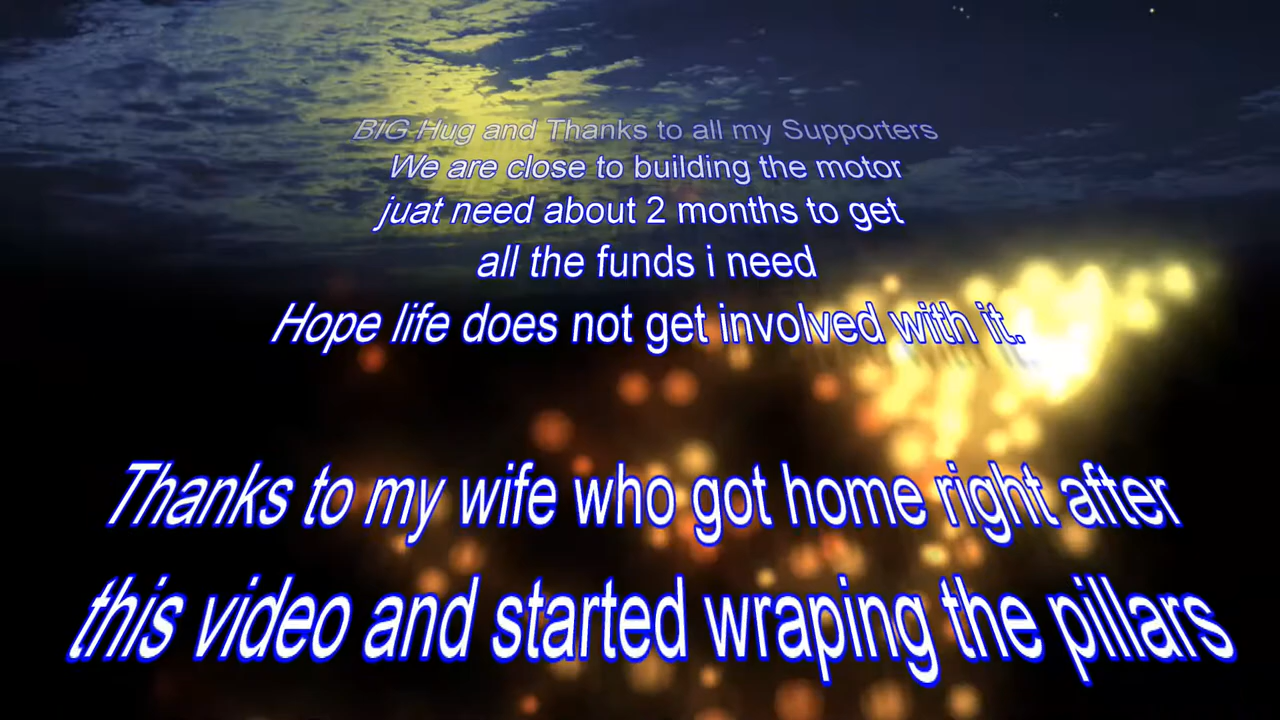 BIG Hug and Thanks to all my Supporters
We are close to building the motor
juat need about 2 months to get
all the funds i need
Hope life does not get involved with it.
Thanks to my wife who got home right after
this video and started wraping the pillars